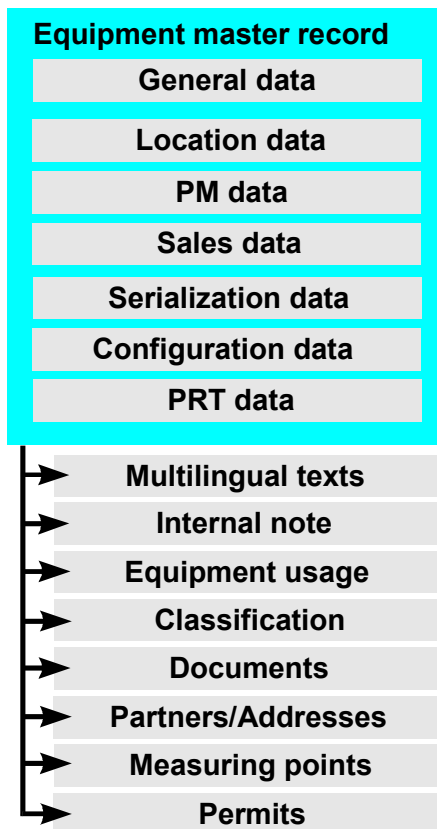 Equipment master record
General data
Location data
PM data
Sales data
Serialization data
Configuration data
PRT data
Multilingual texts
Internal note
Equipment usage
Classification
Documents
Partners/Addresses
Measuring points
Permits